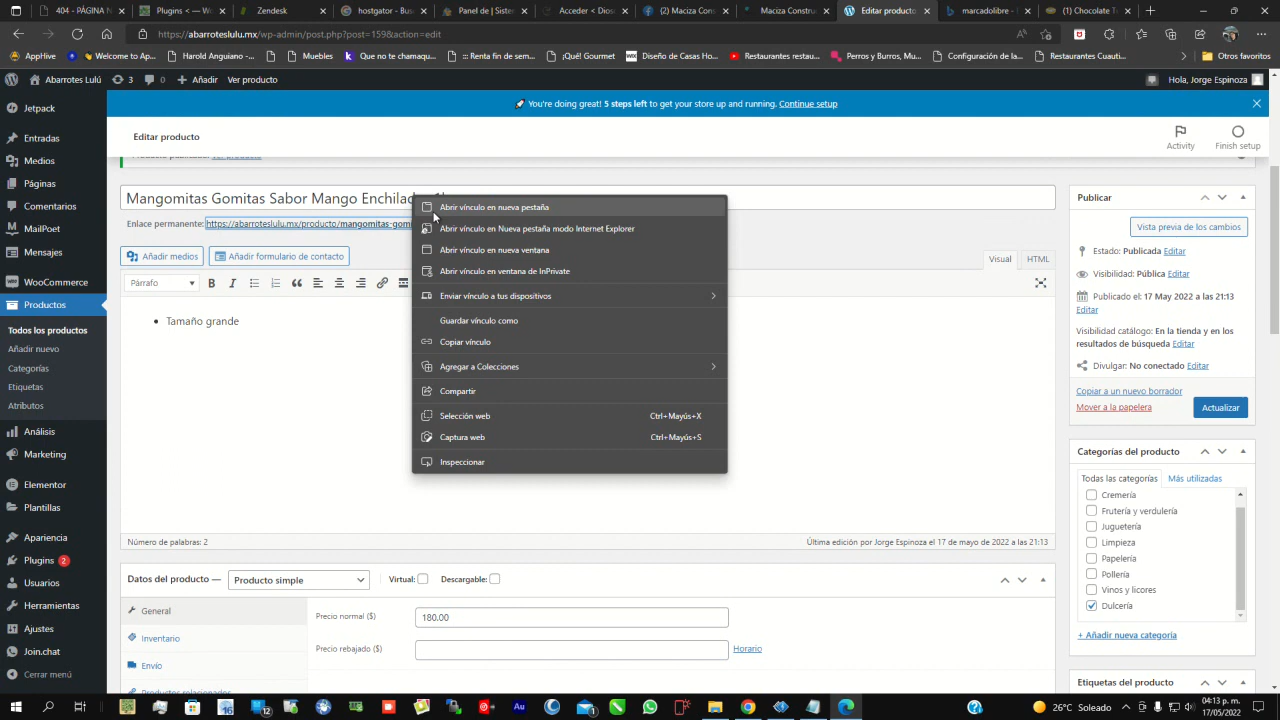 404 - PÁGINA N
Plugins < — W
Zendesk
hostgator - Bus
Panel de | Sister
Acceder < Dios
(2) Maciza Cons
Maciza Construc
Editar producto
marcadolibre -
(1) Chocolate T
https://abarroteslulu.mx/wp-admin/post.php?post=159&action=edit
AppHive
Welcome to Ap...
Harold Anguiano -...
Muebles
Que no te chamaqu...
::: Renta fin de sem...
¡Qué! Gourmet
Diseño de Casas Ho...
Restaurantes restau...
Perros y Burros, Mu...
Configuración de la...
Restaurantes Cuauti...
Otros favoritos
Abarrotes Lulú
3
0
Añadir
Ver producto
Hola, Jorge Espinoza
Jetpack
Entradas
Medios
Páginas
Comentarios
MailPoet
Mensajes
WooCommerce
Productos
Todos los productos
Añadir nuevo
Categorías
Etiquetas
Atributos
Análisis
Marketing
Elementor
Plantillas
Apariencia
Plugins 2
Usuarios
Herramientas
Ajustes
Join.chat
Cerrar menú
You're doing great! 5 steps left to get your store up and running. Continue setup
Editar producto
Activity
Finish setup
Mangomitas Gomitas Sabor Mango Enchilad
Enlace permanente: https://abarroteslulu.mx/producto/mangomitas-gomi
Añadir medios
Añadir formulario de contacto
Visual
HTML
Párrafo
Tamaño grande
Número de palabras: 2
Última edición por Jorge Espinoza el 17 de mayo de 2022 a las 21:13
Abrir vínculo en nueva pestaña
Abrir vínculo en Nueva pestaña modo Internet Explorer
Abrir vínculo en nueva ventana
Abrir vínculo en ventana de InPrivate
Enviar vínculo a tus dispositivos
Guardar vínculo como
Copiar vínculo
Agregar a Colecciones
Compartir
Selección web Ctrl+Mayús+X
Captura web Ctrl+Mayús+S
Inspeccionar
Datos del producto —
Producto simple
Virtual:
Descargable:
General
Inventario
Envío
Productos relacionados
Precio normal ($)
180.00
Precio rebajado ($)
Horario
Publicar
Vista previa de los cambios
Estado: Publicada Editar
Visibilidad: Pública Editar
Publicado el: 17 May 2022 a las 21:13
Editar
Visibilidad catálogo: En la tienda y en los
resultados de búsqueda Editar
Divulgar: No conectado Editar
Copiar a un nuevo borrador
Mover a la papelera
Actualizar
Categorías del producto
Todas las categorías
Más utilizadas
Cremería
Frutería y verdulería
Juguetería
Limpieza
Papelería
Pollería
Vinos y licores
Dulcería
+ Añadir nueva categoría
Etiquetas del producto
26°C Soleado
04:13 p. m.
17/05/2022